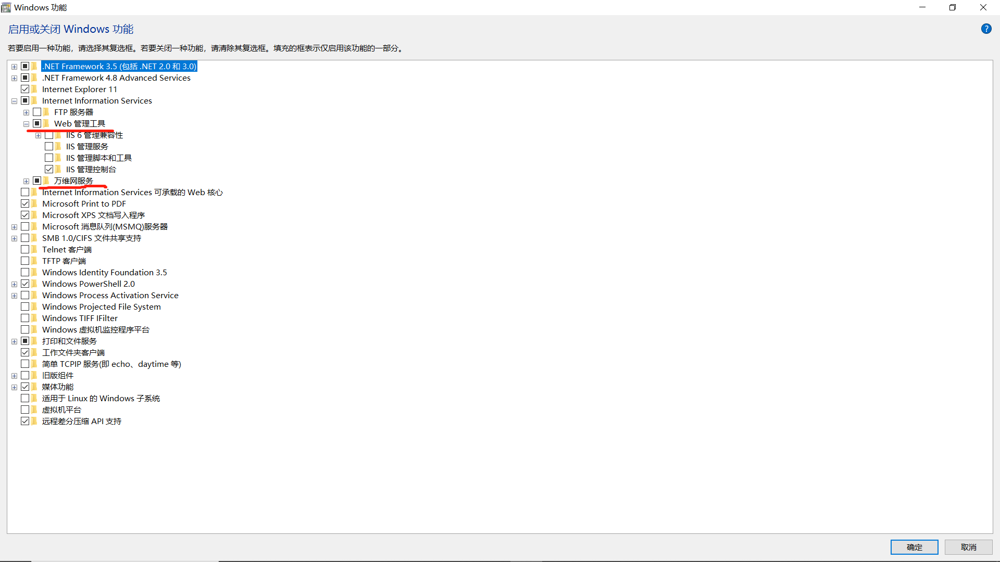 Windows 功能
启用或关闭 Windows 功能
?
若要启用一种功能，请选择其复选框。若要关闭一种功能，请清除其复选框。填充的框表示仅启用该功能的一部分。
.NET Framework 3.5 (包括 .NET 2.0 和 3.0)
.NET Framework 4.8 Advanced Services
Internet Explorer 11
Internet Information Services
FTP 服务器
Web 管理工具
IIS 6 管理兼容性
IIS 管理服务
IIS 管理脚本和工具
IIS 管理控制台
万维网服务
Internet Information Services 可承载的 Web 核心
Microsoft Print to PDF
Microsoft XPS 文档写入程序
Microsoft 消息队列(MSMQ)服务器
SMB 1.0/CIFS 文件共享支持
Telnet 客户端
TFTP 客户端
Windows Identity Foundation 3.5
Windows PowerShell 2.0
Windows Process Activation Service
Windows Projected File System
Windows TIFF IFilter
Windows 虚拟机监控程序平台
打印和文件服务
工作文件夹客户端
简单 TCPIP 服务(即 echo、daytime 等)
旧版组件
媒体功能
适用于 Linux 的 Windows 子系统
虚拟机平台
远程差分压缩 API 支持
确定
取消